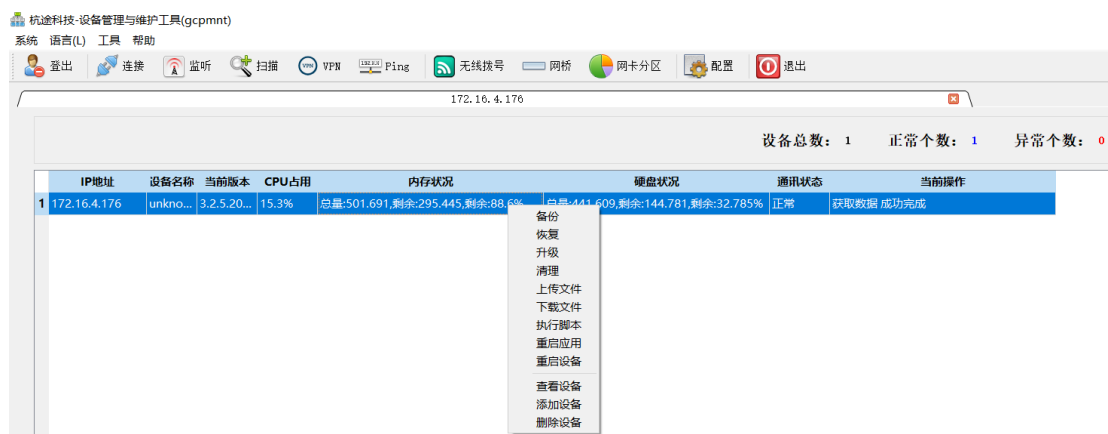 杭途科技-设备管理与维护工具(gcpmnt)
系统 语言(L) 工具 帮助
登出 连接 监听 扫描 VPN Ping 无线拨号 网桥 网卡分区 配置 退出
172.16.4.176
设备总数: 1 正常个数: 1 异常个数: 0
IP地址 设备名称 当前版本 CPU占用 内存状况 硬盘状况 通讯状态 当前操作
1 172.16.4.176 unkno... 3.2.5.20... 15.3% 总量:501.691,剩余:295.445,剩余:88.6% 总量:441.609,剩余:144.781,剩余:32.785% 正常 获取数据 成功完成
备份
恢复
升级
清理
上传文件
下载文件
执行脚本
重启应用
重启设备
查看设备
添加设备
删除设备